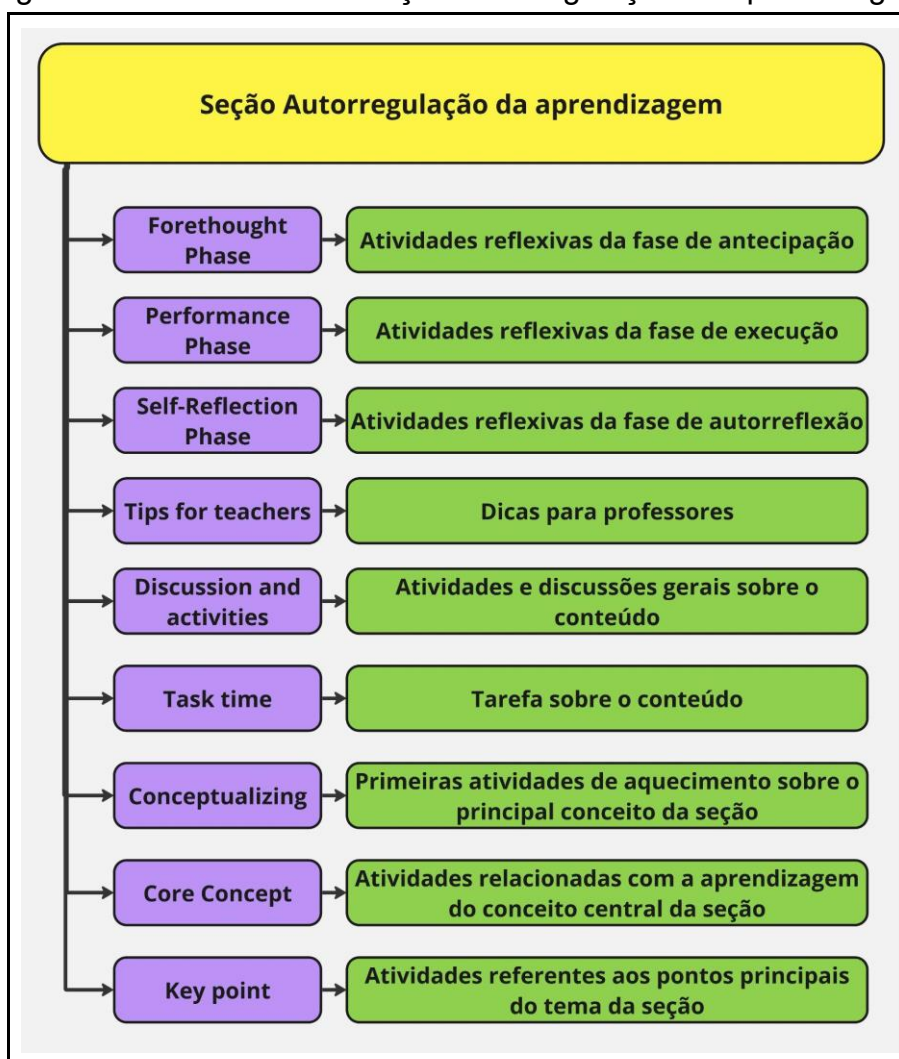 Seção Autorregulação da aprendizagem
Forethought
Phase
Atividades reflexivas da fase de antecipação
Performance
Phase
Atividades reflexivas da fase de execução
Self-Reflection
Phase
Atividades reflexivas da fase de autorreflexão
Tips for teachers
Dicas para professores
Discussion and
activities
Atividades e discussões gerais sobre o
conteúdo
Task time
Tarefa sobre o conteúdo
Conceptualizing
Primeiras atividades de aquecimento sobre o
principal conceito da seção
Core Concept
Atividades relacionadas com a aprendizagem
do conceito central da seção
Key point
Atividades referentes aos pontos principais
do tema da seção